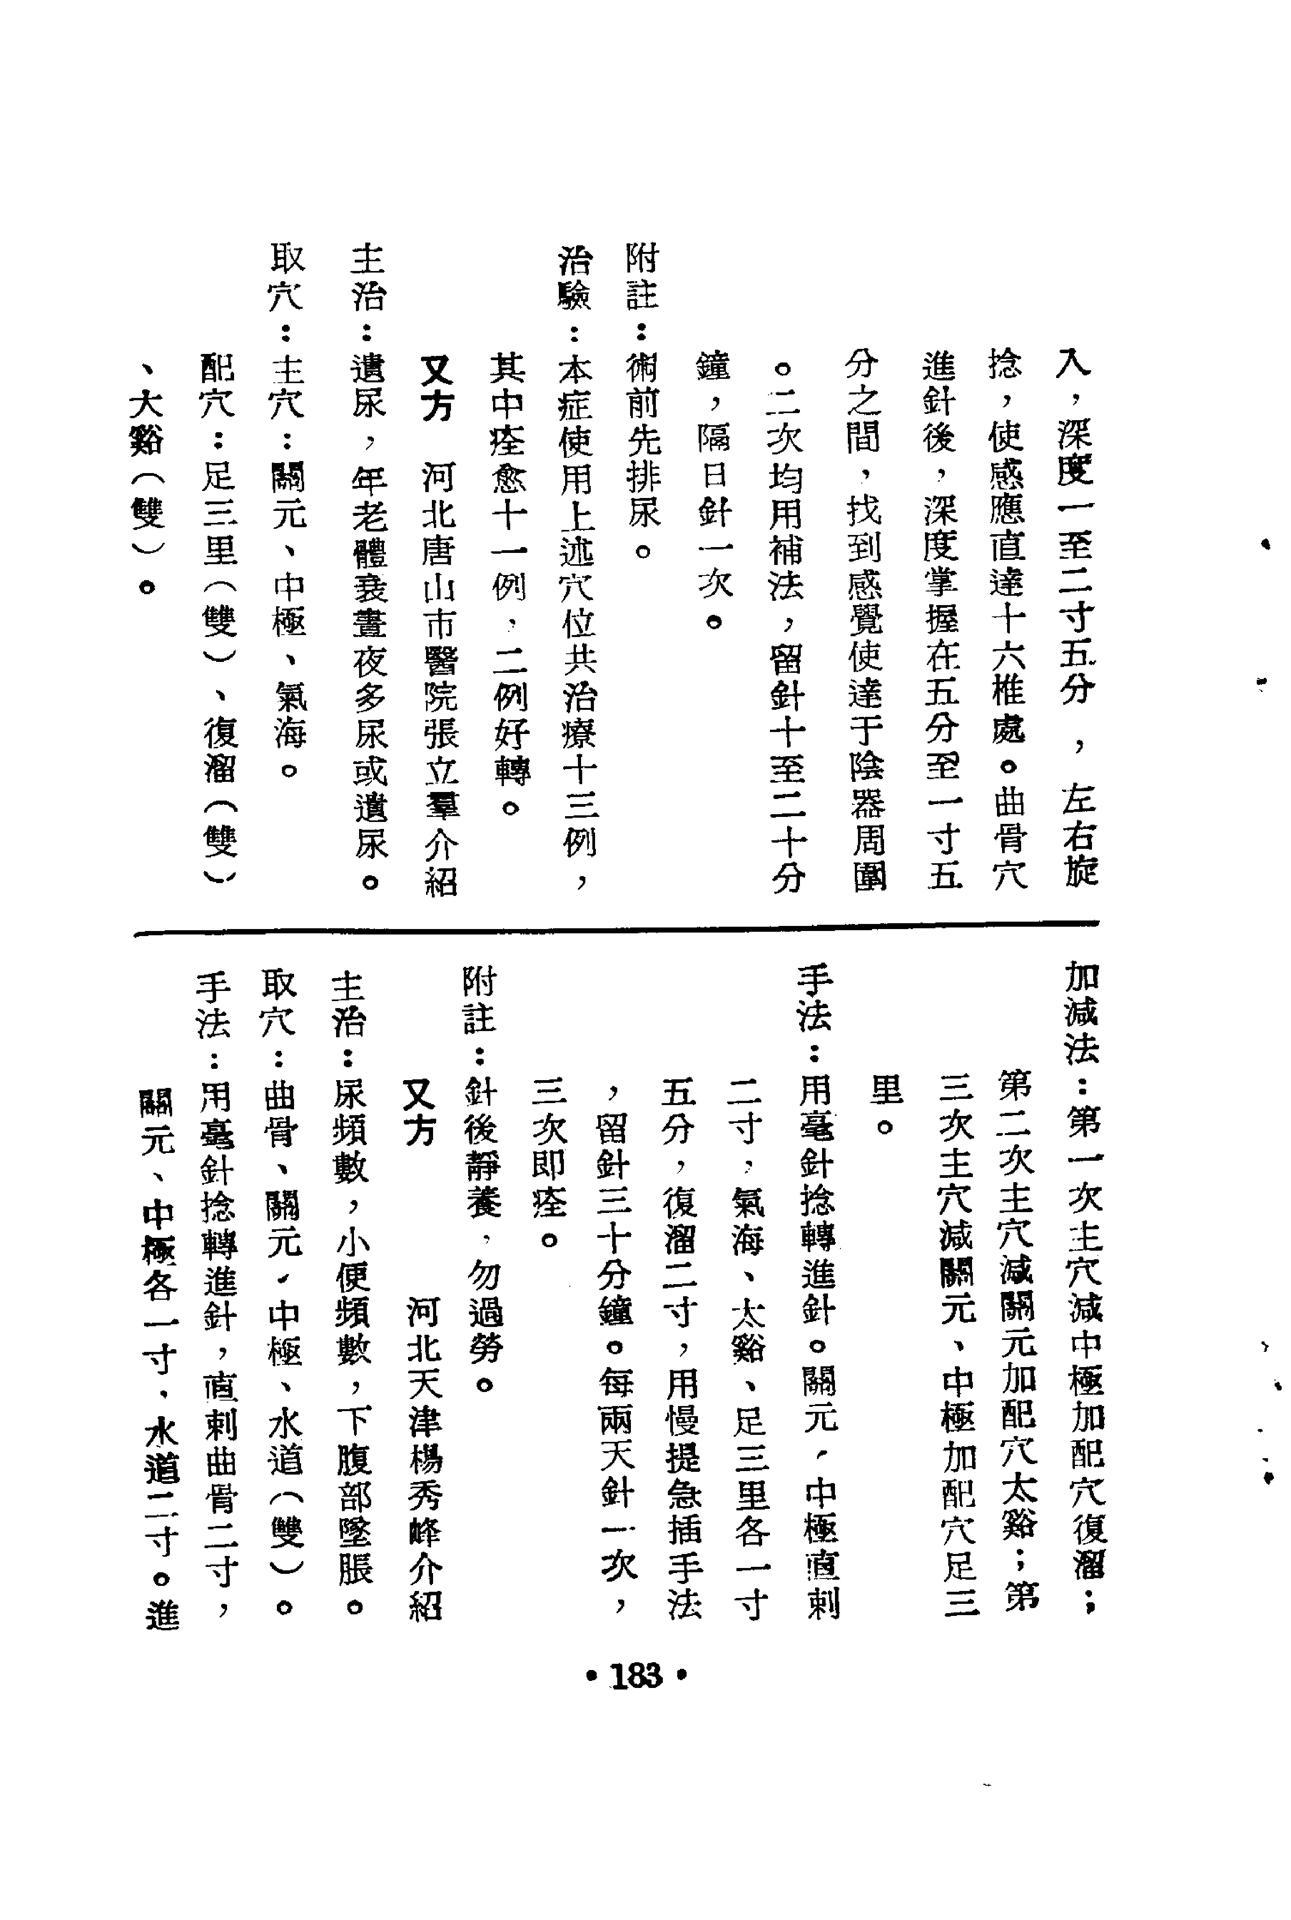 入，深度一至二寸五分，左右旋
捻，使感應直達十六椎處。曲骨穴
進針後，深度掌握在五分至一寸五
分之間，找到感覺使達于陰器周圍
。二次均用補法，留針十至二十分
鐘，隔日針一次。
附註：術前先排尿。
治驗：本症使用上述穴位共治療十三例，
其中痊愈十一例，二例好轉。
又方　河北唐山市醫院張立羣介紹
主治：遺尿，年老體衰晝夜多尿或遺尿。
取穴：主穴：關元、中極、氣海。
配穴：足三里（雙）、復溜（雙）
、大谿（雙）。
加減法：第一次主穴減中極加配穴復溜；
第二次主穴減關元加配穴太谿；第
三次主穴減關元、中極加配穴足三
里。
手法：用毫針捻轉進針。關元，中極直刺
二寸，氣海、太谿、足三里各一寸
五分，復溜二寸，用慢提急插手法
，留針三十分鐘。每兩天針一次，
三次即痊。
附註：針後靜養，勿過勞。
又方　河北天津楊秀峰介紹
主治：尿頻數，小便頻數，下腹部墜脹。
取穴：曲骨、關元，中極、水道（雙）。
手法：用毫針捻轉進針，直刺曲骨二寸，
關元、中極各一寸，水道二寸。進
• 183 •